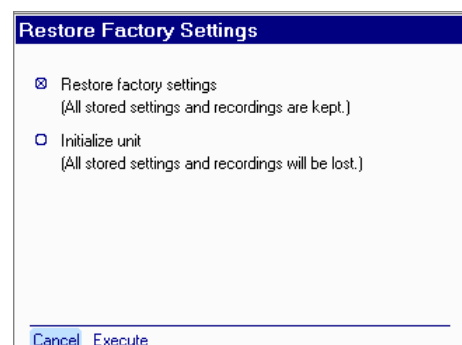 Restore Factory Settings
Restore factory settings
(All stored settings and recordings are kept.)
Initialize unit
(All stored settings and recordings will be lost.)
Cancel Execute